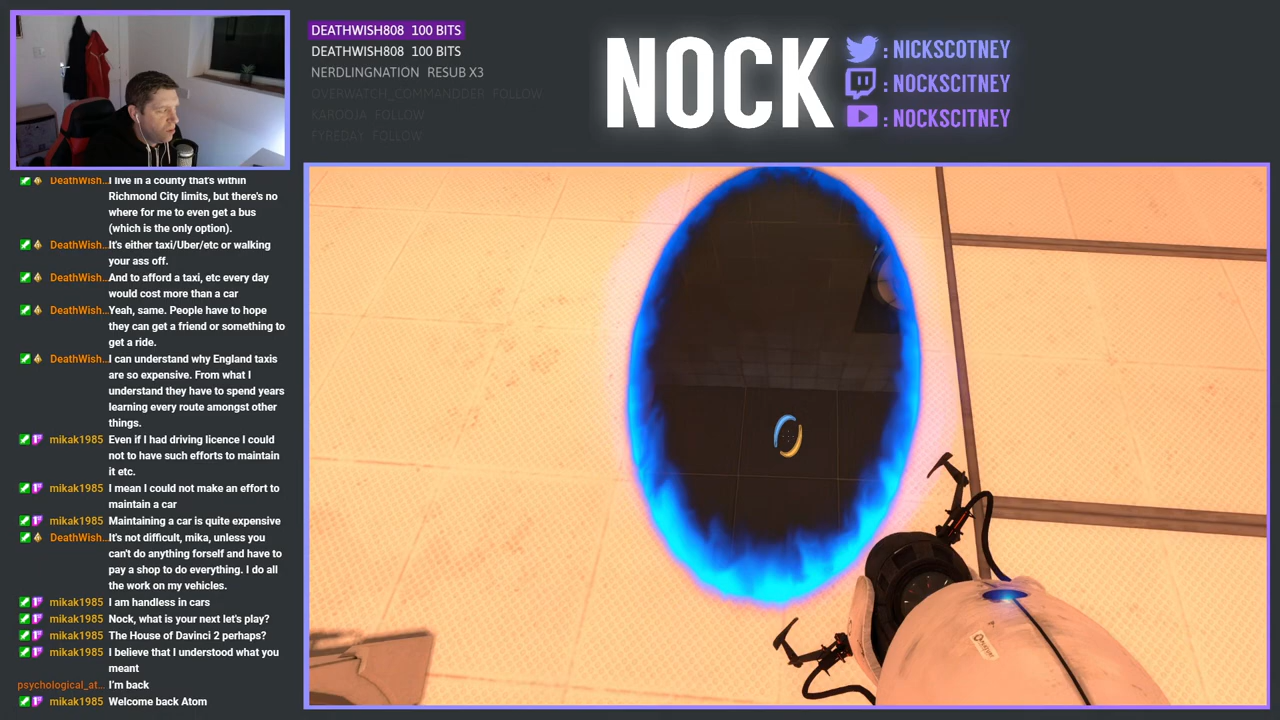 DEATHWISH808 100 BITS
DEATHWISH808 100 BITS
NERDLINGNATION RESUB X3
OVERWATCH_COMMANDDER FOLLOW
KAROOJA FOLLOW
FYREDAY FOLLOW
NOCK
: NICKSCOTNEY
: NOCKSCITNEY
: NOCKSCITNEY
DeathWish... I live in a county that's within
Richmond City limits, but there's no
where for me to even get a bus
(which is the only option).
DeathWish... It's either taxi/Uber/etc or walking
your ass off.
DeathWish... And to afford a taxi, etc every day
would cost more than a car
DeathWish... Yeah, same. People have to hope
they can get a friend or something to
get a ride.
DeathWish... I can understand why England taxis
are so expensive. From what I
understand they have to spend years
learning every route amongst other
things.
mikak1985 Even if I had driving licence I could
not to have such efforts to maintain
it etc.
mikak1985 I mean I could not make an effort to
maintain a car
mikak1985 Maintaining a car is quite expensive
DeathWish... It's not difficult, mika, unless you
can't do anything forself and have to
pay a shop to do everything. I do all
the work on my vehicles.
mikak1985 I am handless in cars
mikak1985 Nock, what is your next let's play?
mikak1985 The House of Davinci 2 perhaps?
mikak1985 I believe that I understood what you
meant
psychological_at... I'm back
mikak1985 Welcome back Atom